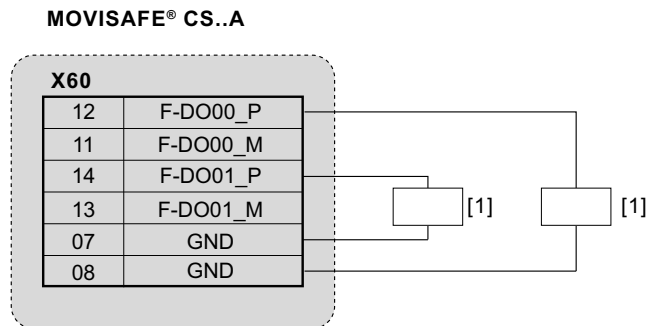 MOVISAFE® CS..A
X60
12 F-DO00_P
11 F-DO00_M
14 F-DO01_P
13 F-DO01_M
07 GND
08 GND
[1] [1]